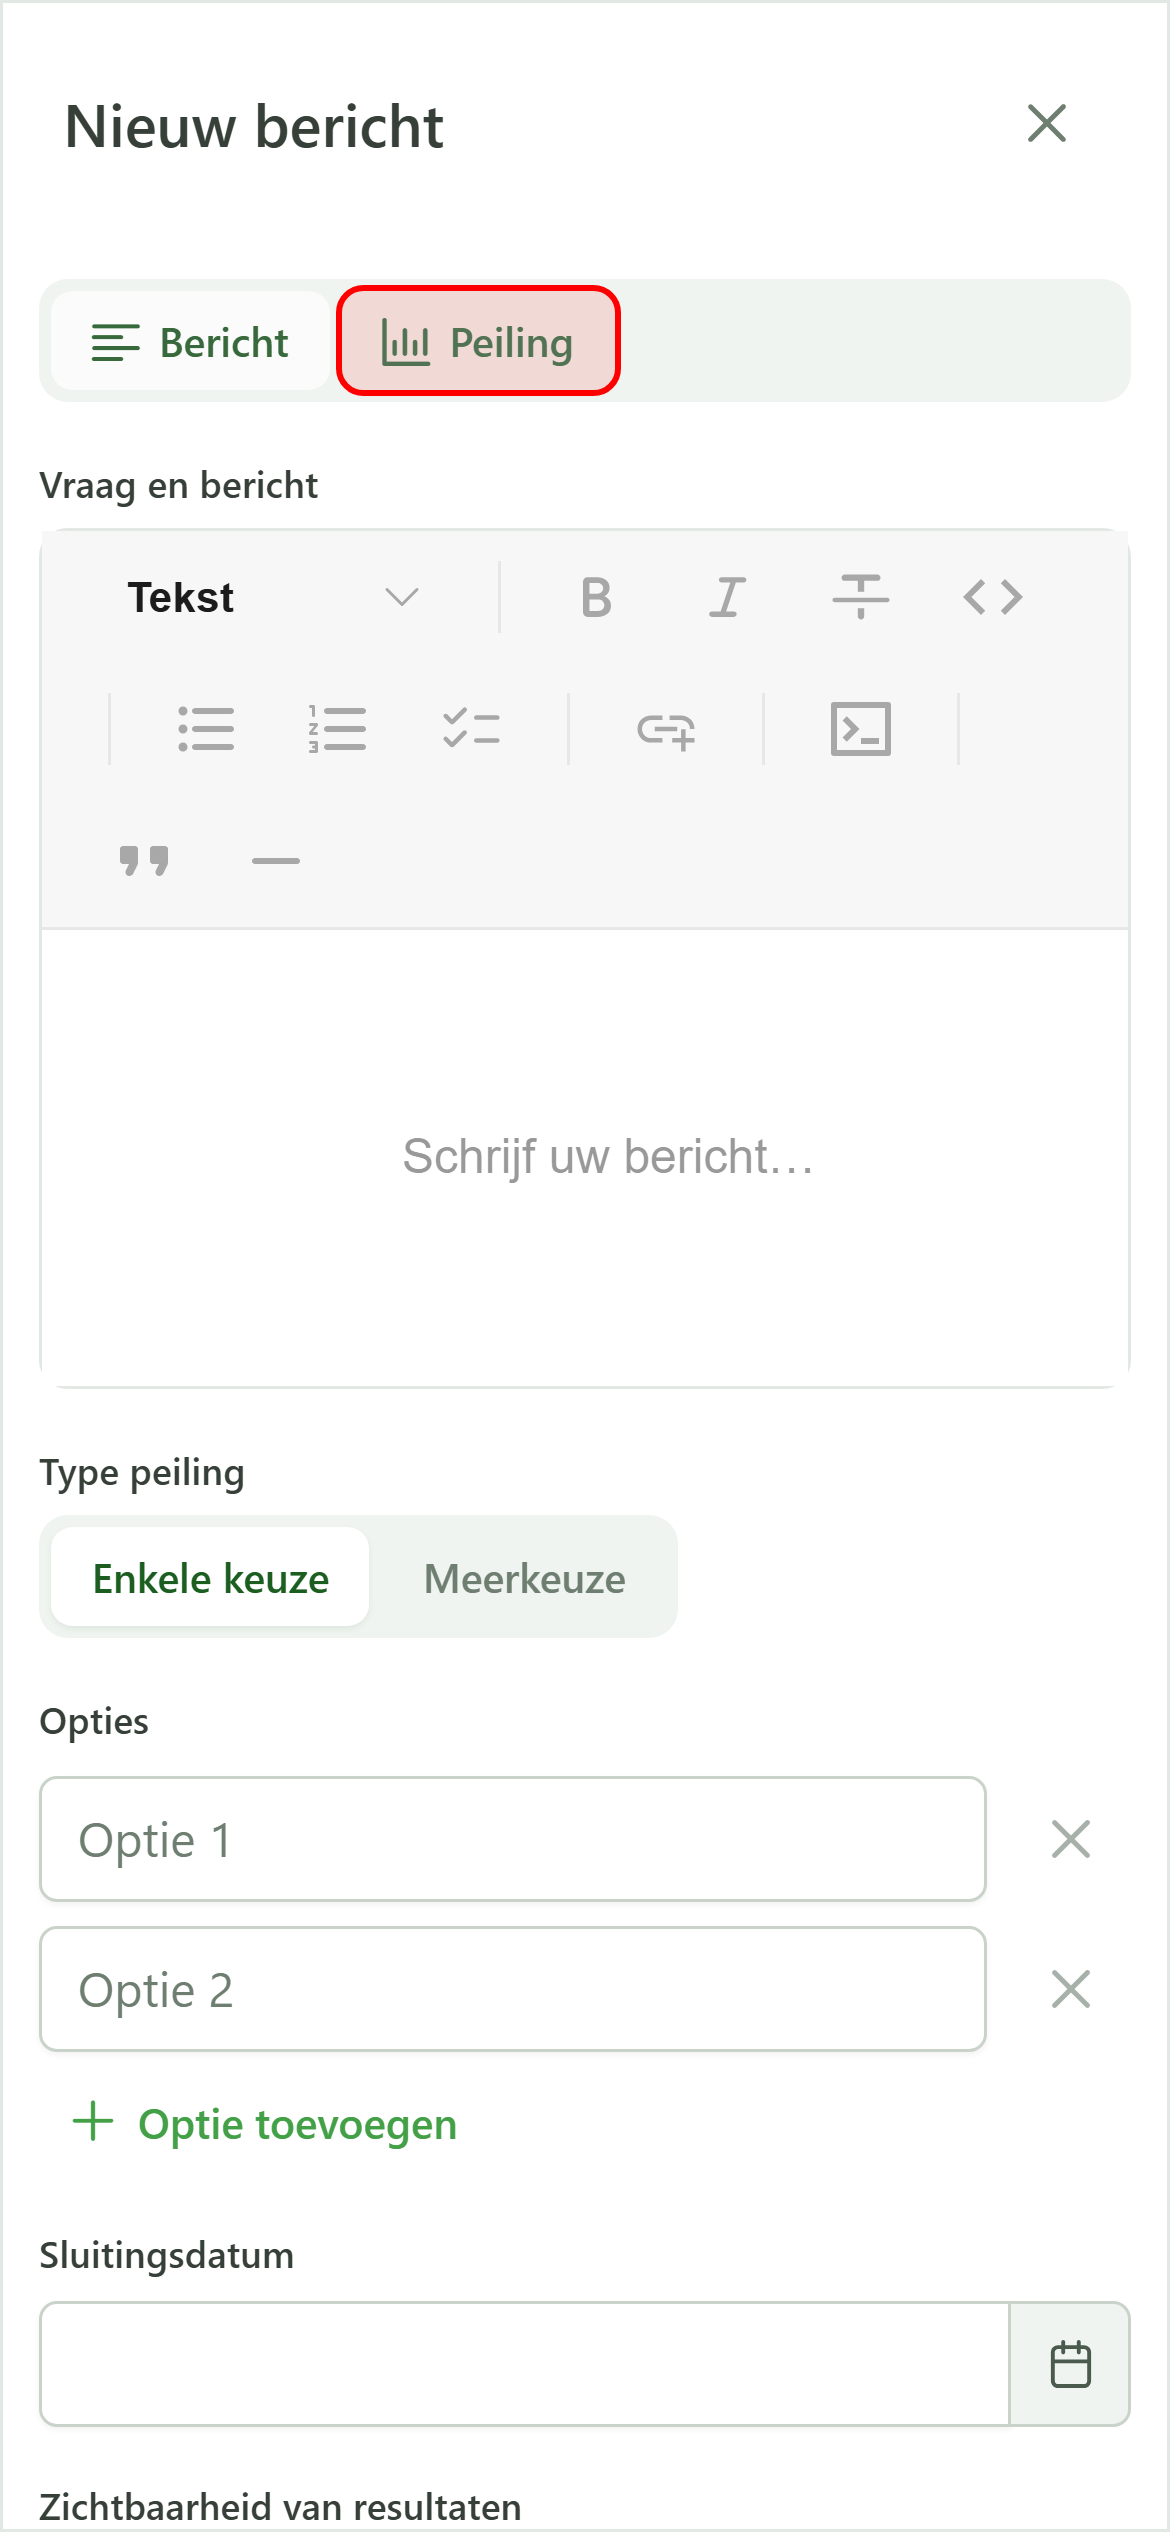 Nieuw bericht
Bericht
Peiling
Vraag en bericht
Tekst
Schrijf uw bericht...
Type peiling
Enkele keuze
Meerkeuze
Opties
Optie 1
Optie 2
Optie toevoegen
Sluitingsdatum
Zichtbaarheid van resultaten